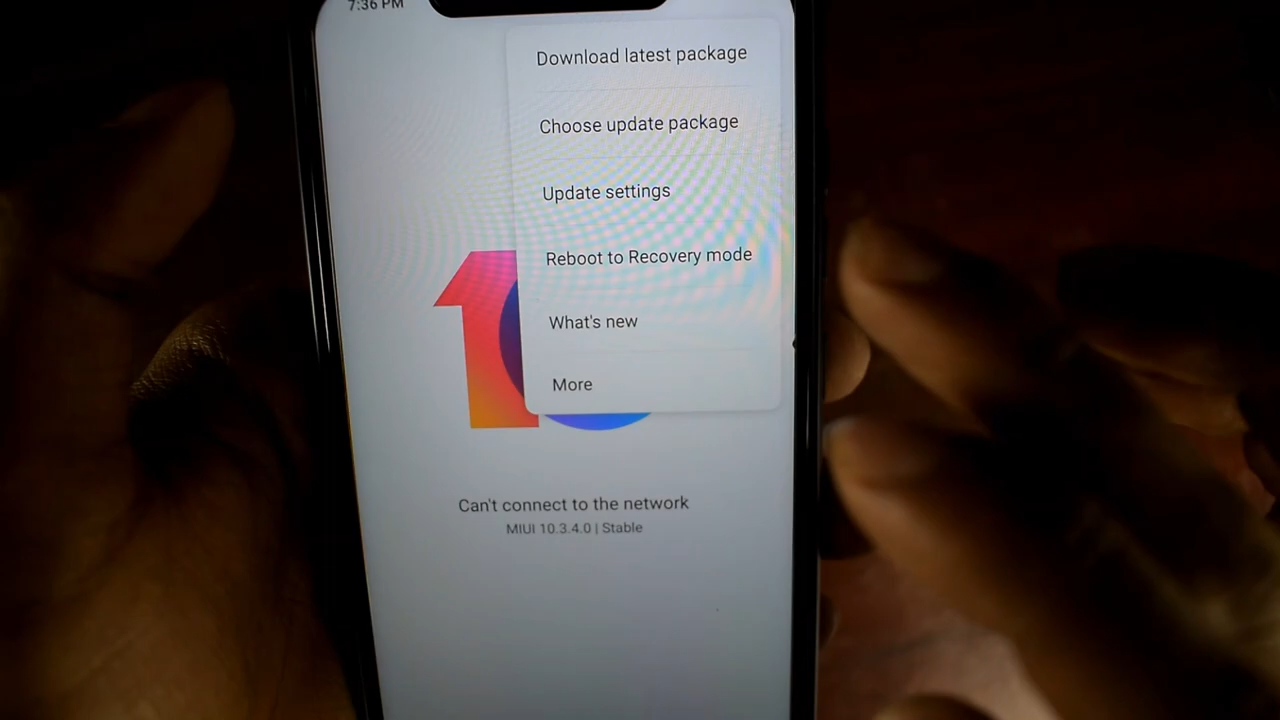 7:36 PM
Download latest package
Choose update package
Update settings
Reboot to Recovery mode
What's new
More
10
Can't connect to the network
MIUI 10.3.4.0 | Stable